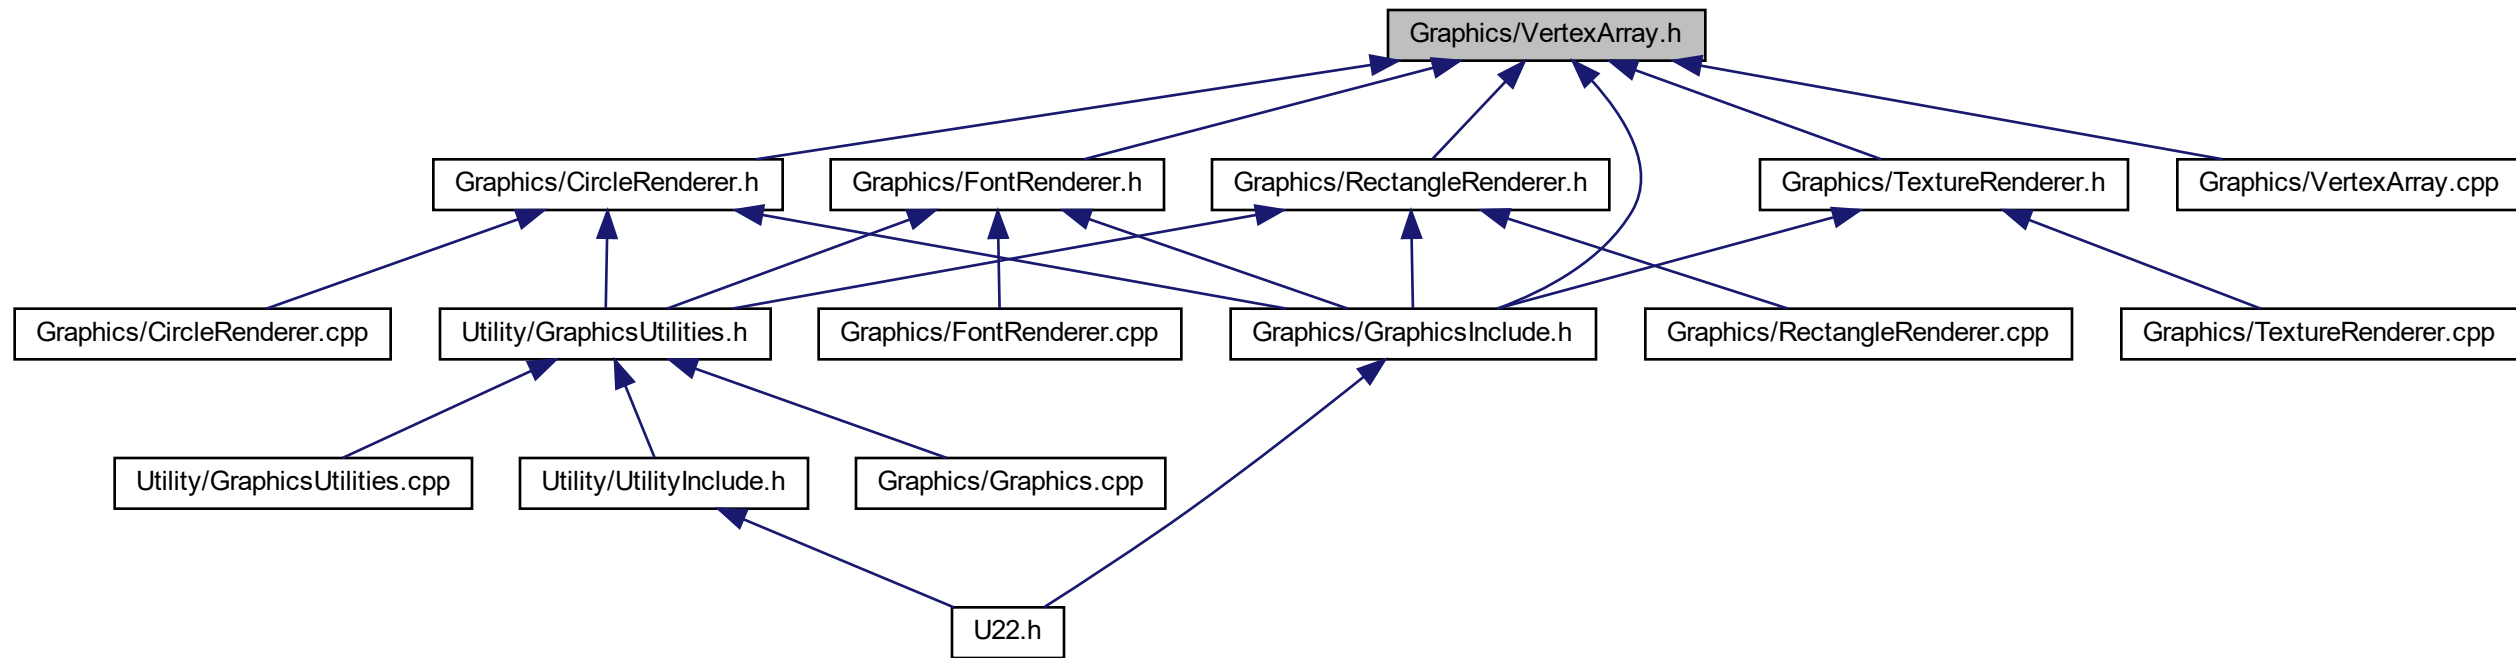 Graphics/VertexArray.h
Graphics/CircleRenderer.h
Graphics/FontRenderer.h
Graphics/RectangleRenderer.h
Graphics/TextureRenderer.h
Graphics/VertexArray.cpp
Graphics/CircleRenderer.cpp
Utility/GraphicsUtilities.h
Graphics/FontRenderer.cpp
Graphics/GraphicsInclude.h
Graphics/RectangleRenderer.cpp
Graphics/TextureRenderer.cpp
Utility/GraphicsUtilities.cpp
Utility/UtilityInclude.h
Graphics/Graphics.cpp
U22.h